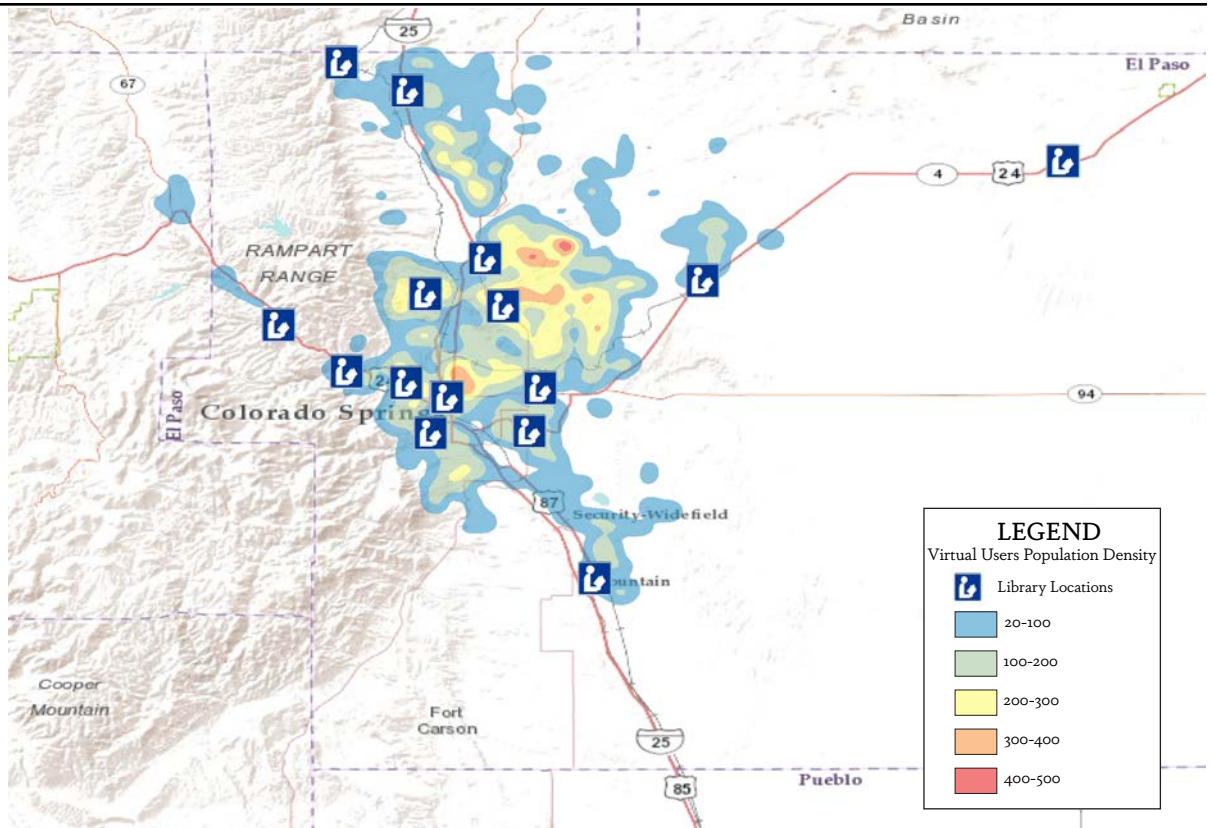 Basin
25
El Paso
67
4
24
RAMPART
RANGE
24
Colorado Spring
El Paso
94
87
Security-Widefield
ountain
LEGEND
Virtual Users Population Density
Library Locations
20-100
100-200
200-300
300-400
400-500
Cooper
Mountain
Fort
Carson
25
Pueblo
85